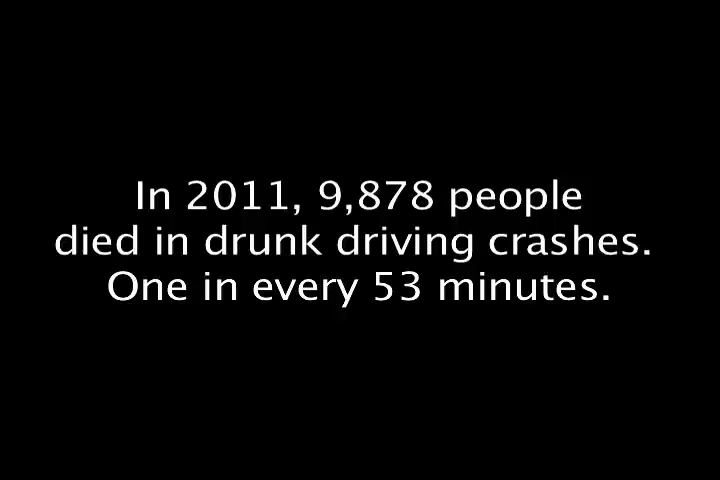 In 2011, 9,878 people
died in drunk driving crashes.
One in every 53 minutes.